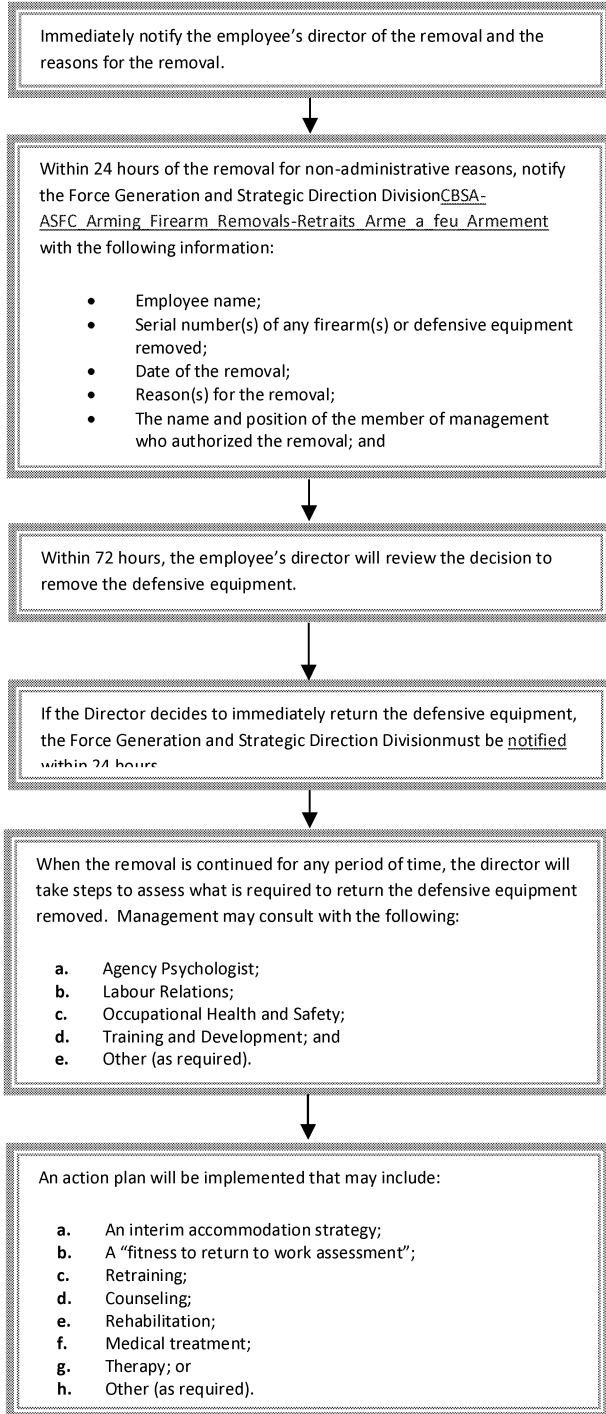 Immediately notify the employee’s director of the removal and the
reasons for the removal.
Within 24 hours of the removal for non-administrative reasons, notify
the Force Generation and Strategic Direction DivisionCBSA-
ASFC_Arming_Firearm_Removals-Retraits_Arme_a_feu_Armement
with the following information:
• Employee name;
• Serial number(s) of any firearm(s) or defensive equipment
removed;
• Date of the removal;
• Reason(s) for the removal;
• The name and position of the member of management
who authorized the removal; and
Within 72 hours, the employee’s director will review the decision to
remove the defensive equipment.
If the Director decides to immediately return the defensive equipment,
the Force Generation and Strategic Direction Divisionmust be notified
within 24 hours
When the removal is continued for any period of time, the director will
take steps to assess what is required to return the defensive equipment
removed. Management may consult with the following:
a. Agency Psychologist;
b. Labour Relations;
c. Occupational Health and Safety;
d. Training and Development; and
e. Other (as required).
An action plan will be implemented that may include:
a. An interim accommodation strategy;
b. A “fitness to return to work assessment”;
c. Retraining;
d. Counseling;
e. Rehabilitation;
f. Medical treatment;
g. Therapy; or
h. Other (as required).